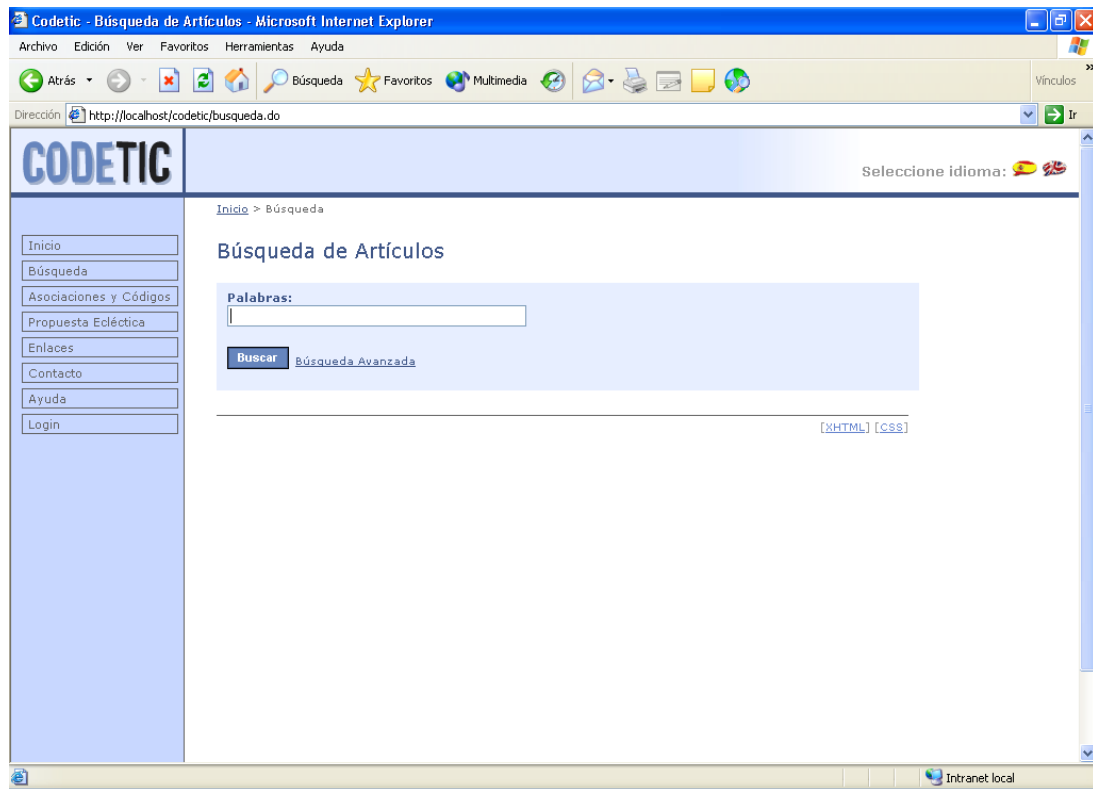 Codetic - Búsqueda de Artículos - Microsoft Internet Explorer
Archivo Edición Ver Favoritos Herramientas Ayuda
Atrás Búsqueda Favoritos Multimedia Vínculos »
Dirección http://localhost/codetic/busqueda.do Ir
CODETIC
Seleccione idioma:
Inicio > Búsqueda
Inicio
Búsqueda
Asociaciones y Códigos
Propuesta Ecléctica
Enlaces
Contacto
Ayuda
Login
Búsqueda de Artículos
Palabras:
Buscar Búsqueda Avanzada
[XHTML] [CSS]
Intranet local